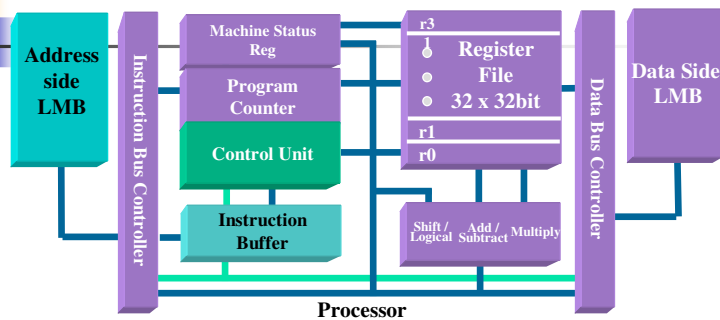 Address
side
LMB
Instruction Bus Controller
Machine Status
Reg
Program
Counter
Control Unit
Instruction
Buffer
r3
1
Register
File
32 x 32bit
r1
r0
Shift /
Logical
Add /
Subtract
Multiply
Data Bus Controller
Data Side
LMB
Processor